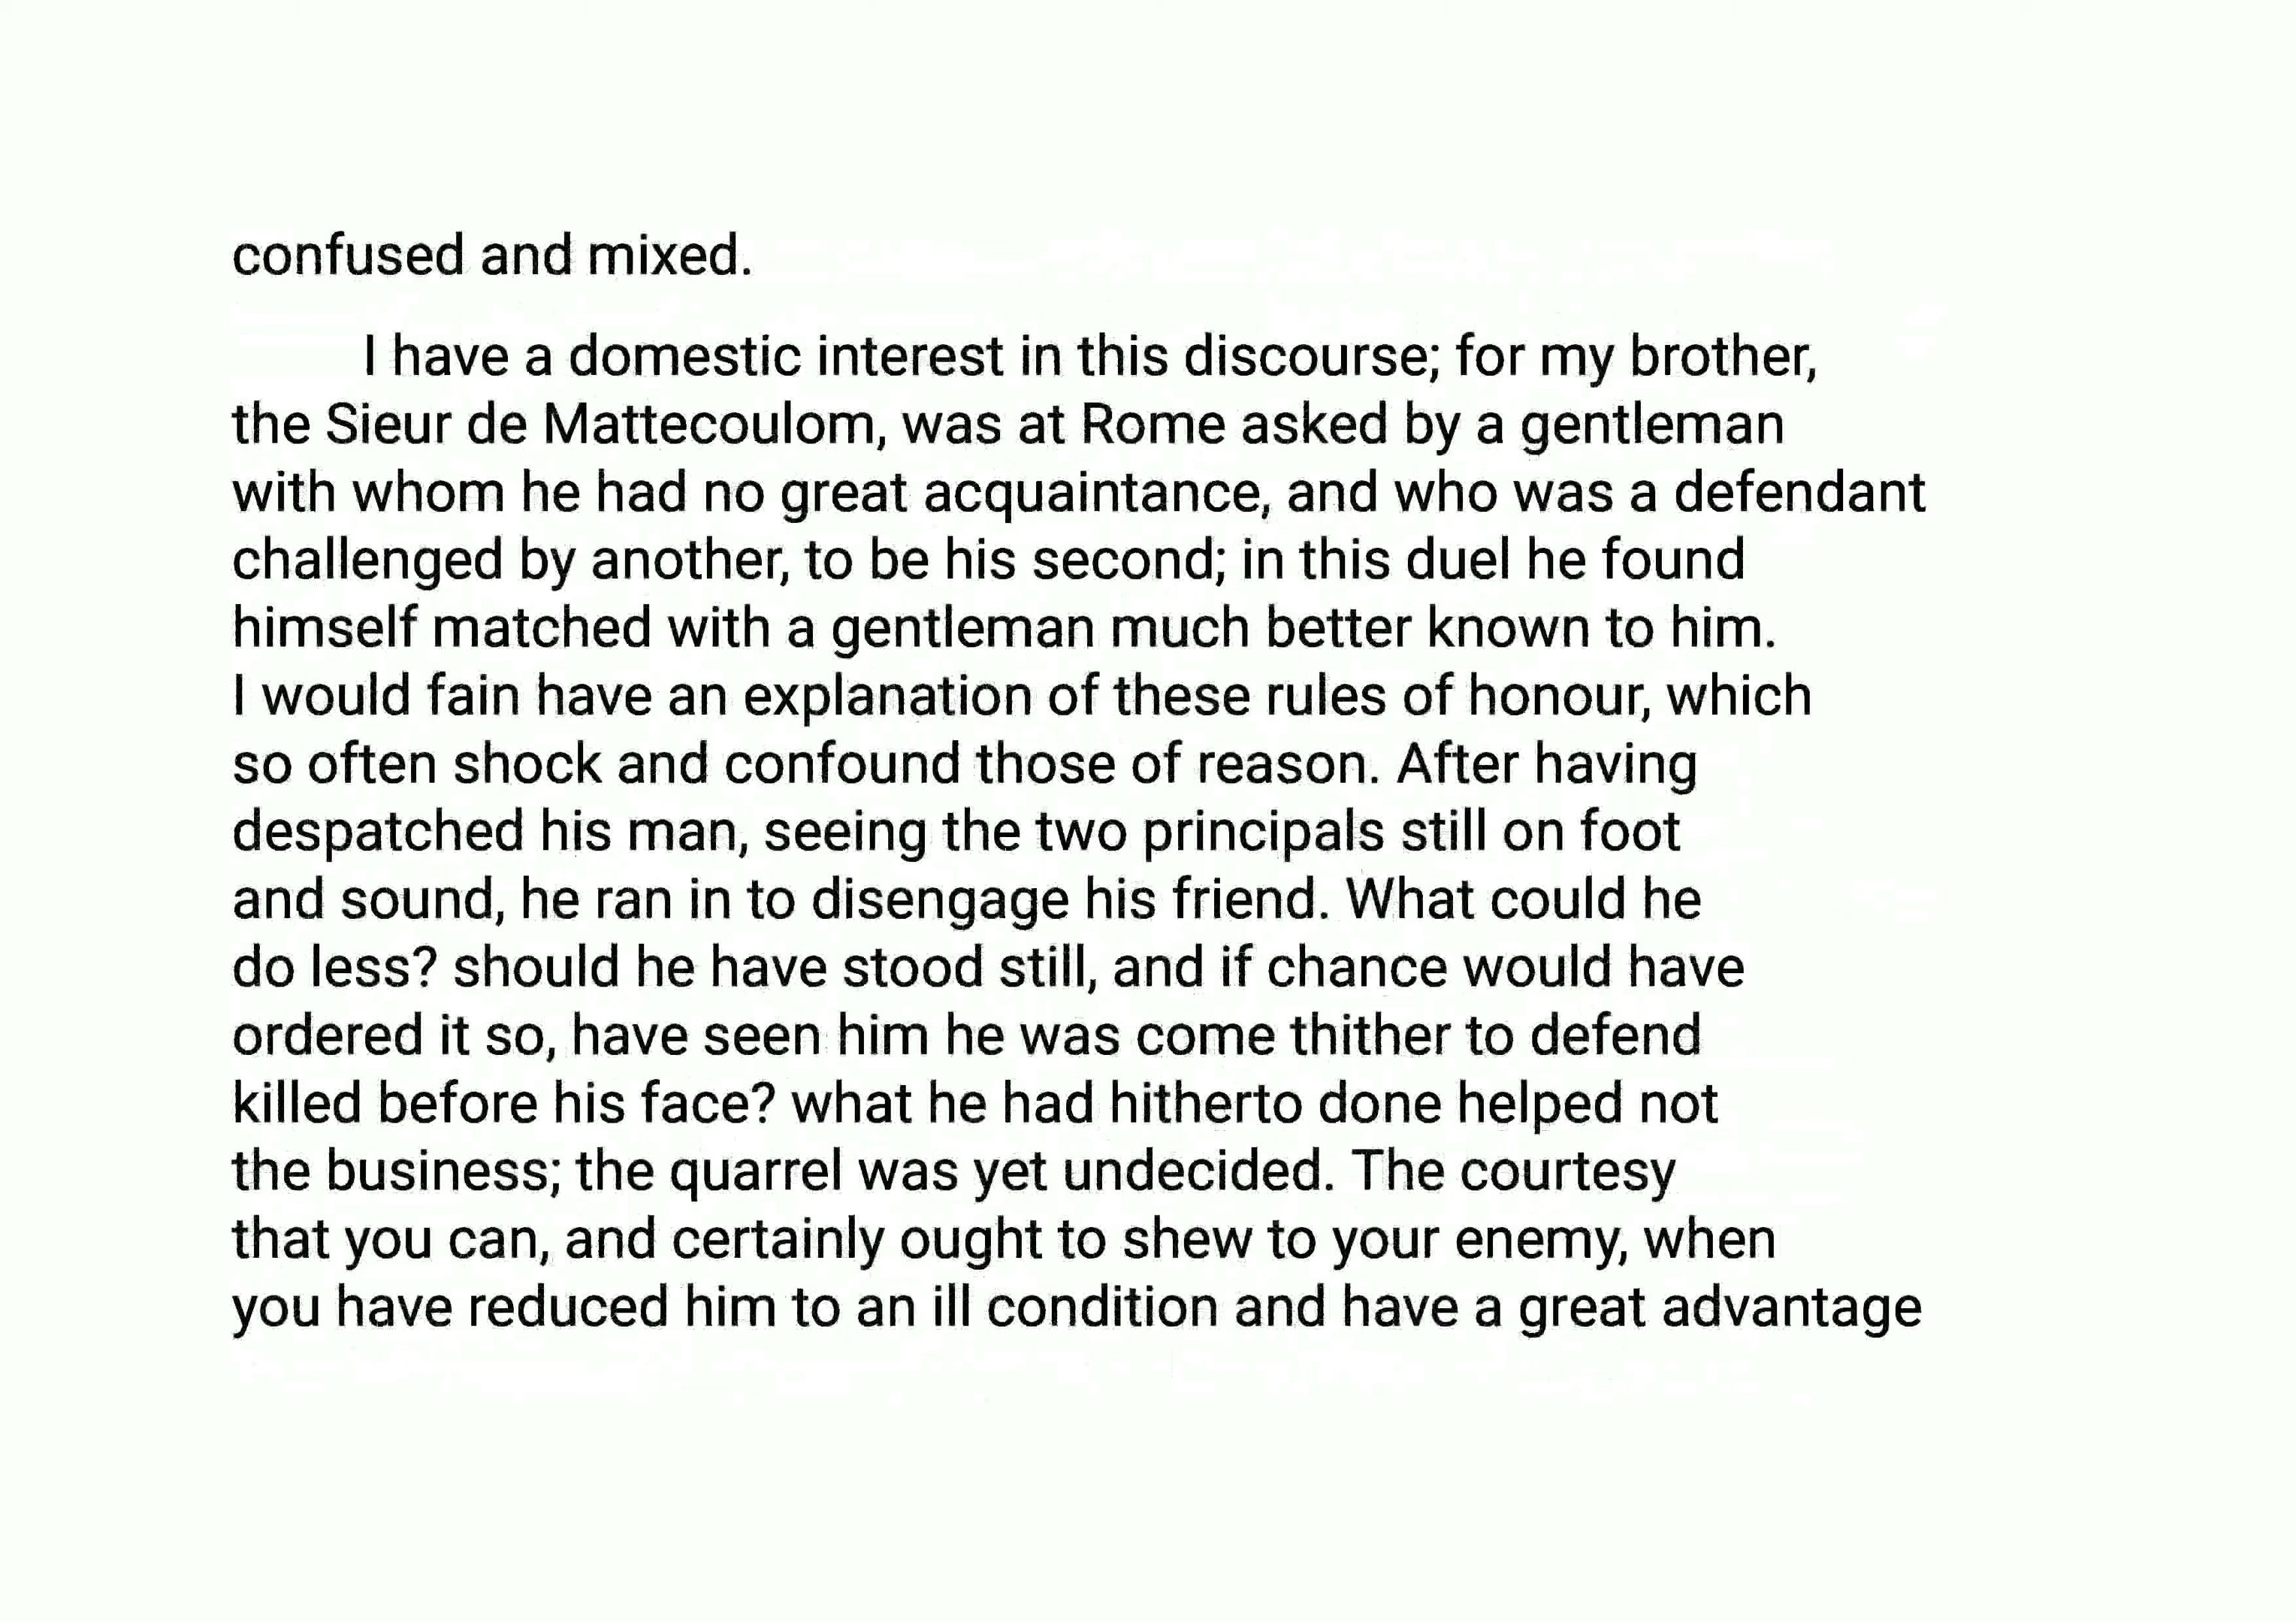 confused and mixed.
I have a domestic interest in this discourse; for my brother,
the Sieur de Mattecoulom, was at Rome asked by a gentleman
with whom he had no great acquaintance, and who was a defendant
challenged by another, to be his second; in this duel he found
himself matched with a gentleman much better known to him.
I would fain have an explanation of these rules of honour, which
so often shock and confound those of reason. After having
despatched his man, seeing the two principals still on foot
and sound, he ran in to disengage his friend. What could he
do less? should he have stood still, and if chance would have
ordered it so, have seen him he was come thither to defend
killed before his face? what he had hitherto done helped not
the business; the quarrel was yet undecided. The courtesy
that you can, and certainly ought to shew to your enemy, when
you have reduced him to an ill condition and have a great advantage